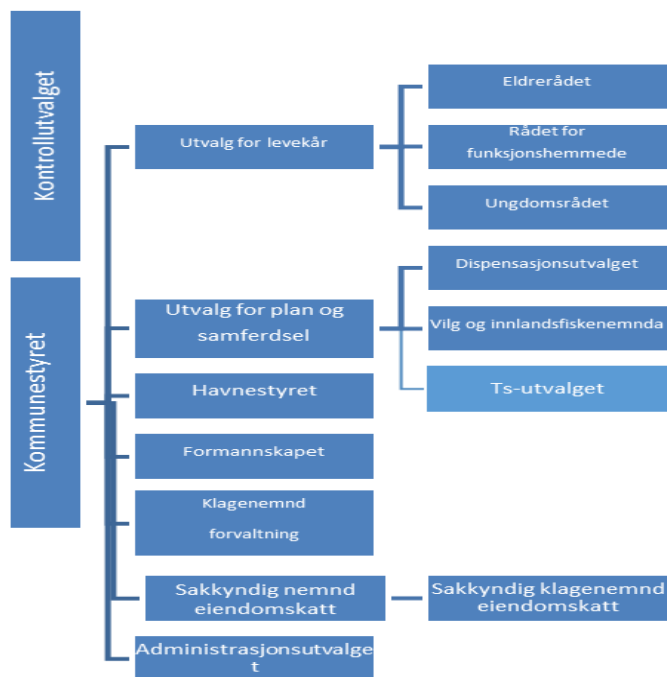 Kontrollutvalget
Kommunestyret
Utvalg for levekår
Eldrerådet
Rådet for
funksjonshemmede
Ungdomsrådet
Utvalg for plan og
samferdsel
Dispensasjonsutvalget
Vilg og innlandsfiskenemnda
Ts-utvalget
Havnestyret
Formannskapet
Klagenemnd
forvaltning
Sakkyndig nemnd
eiendomskatt
Sakkyndig klagenemnd
eiendomskatt
Administrasjonsutvalge
t